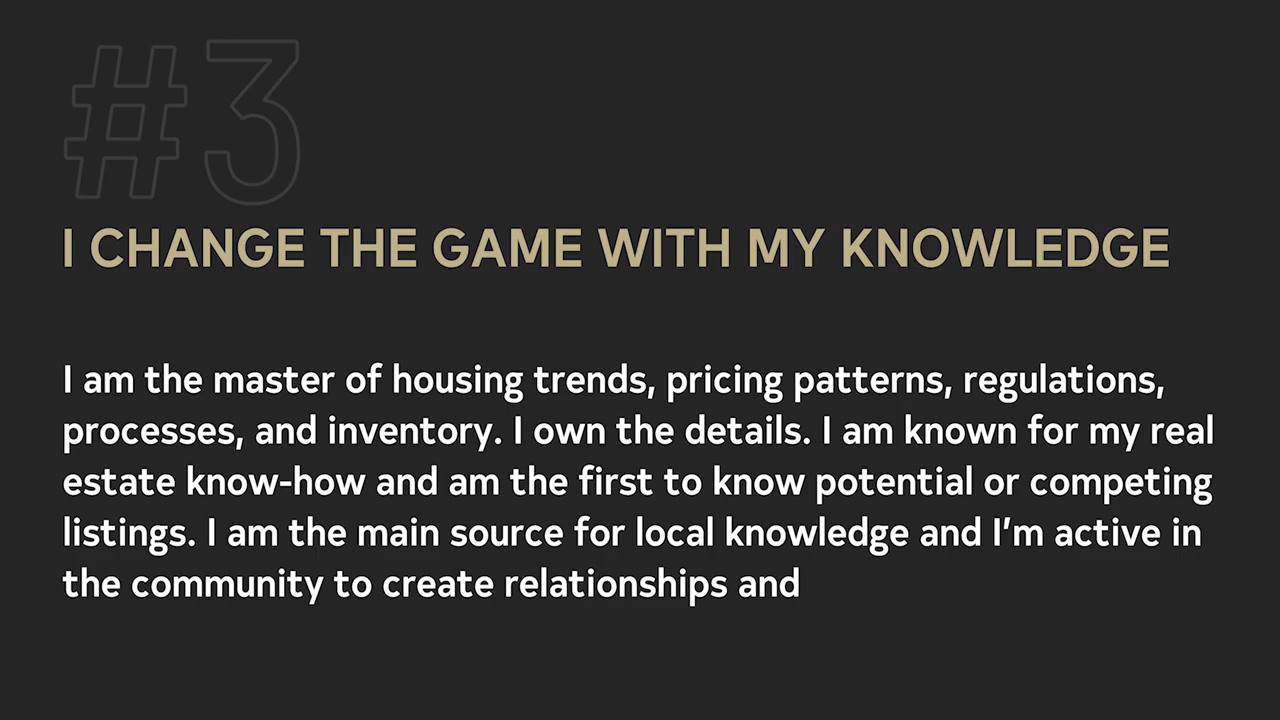 #3
I CHANGE THE GAME WITH MY KNOWLEDGE
I am the master of housing trends, pricing patterns, regulations,
processes, and inventory. I own the details. I am known for my real
estate know-how and am the first to know potential or competing
listings. I am the main source for local knowledge and I’m active in
the community to create relationships and